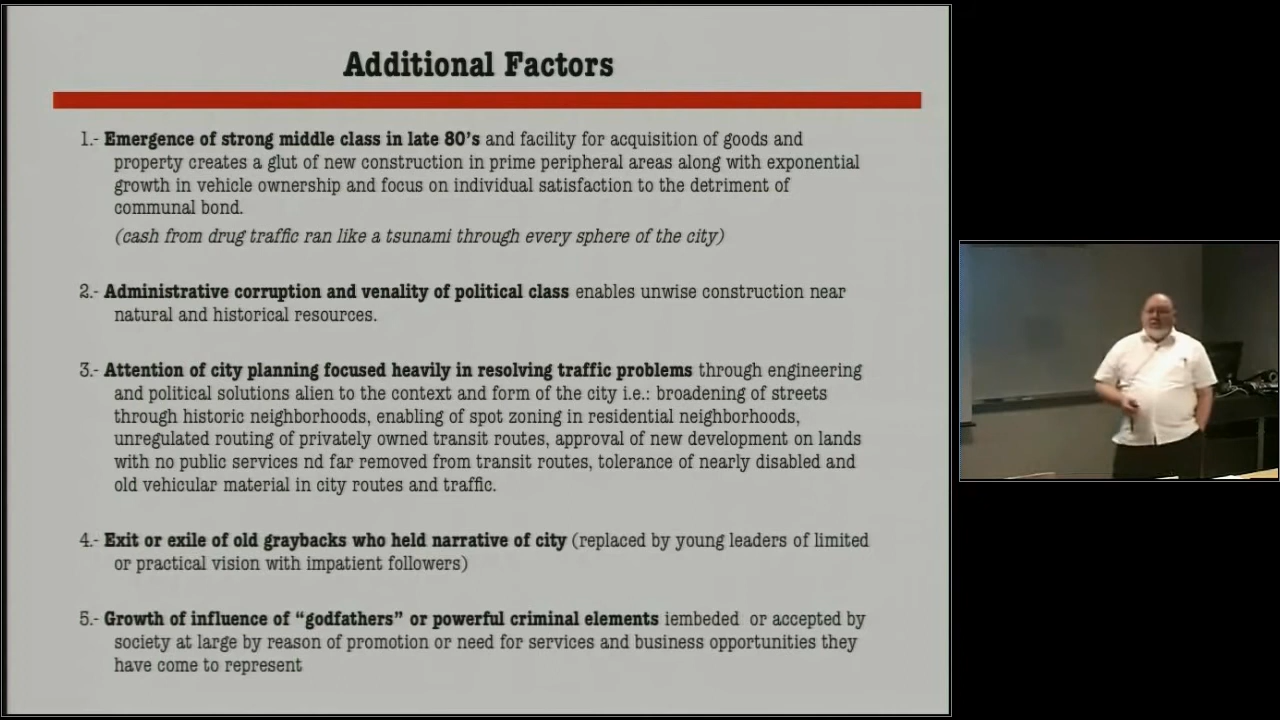 Additional Factors
1.- Emergence of strong middle class in late 80's and facility for acquisition of goods and
property creates a glut of new construction in prime peripheral areas along with exponential
growth in vehicle ownership and focus on individual satisfaction to the detriment of
communal bond.
(cash from drug traffic ran like a tsunami through every sphere of the city)
2.- Administrative corruption and venality of political class enables unwise construction near
natural and historical resources.
3.- Attention of city planning focused heavily in resolving traffic problems through engineering
and political solutions alien to the context and form of the city i.e.: broadening of streets
through historic neighborhoods, enabling of spot zoning in residential neighborhoods,
unregulated routing of privately owned transit routes, approval of new development on lands
with no public services nd far removed from transit routes, tolerance of nearly disabled and
old vehicular material in city routes and traffic.
4.- Exit or exile of old graybacks who held narrative of city (replaced by young leaders of limited
or practical vision with impatient followers)
5.- Growth of influence of “godfathers” or powerful criminal elements iembeded or accepted by
society at large by reason of promotion or need for services and business opportunities they
have come to represent